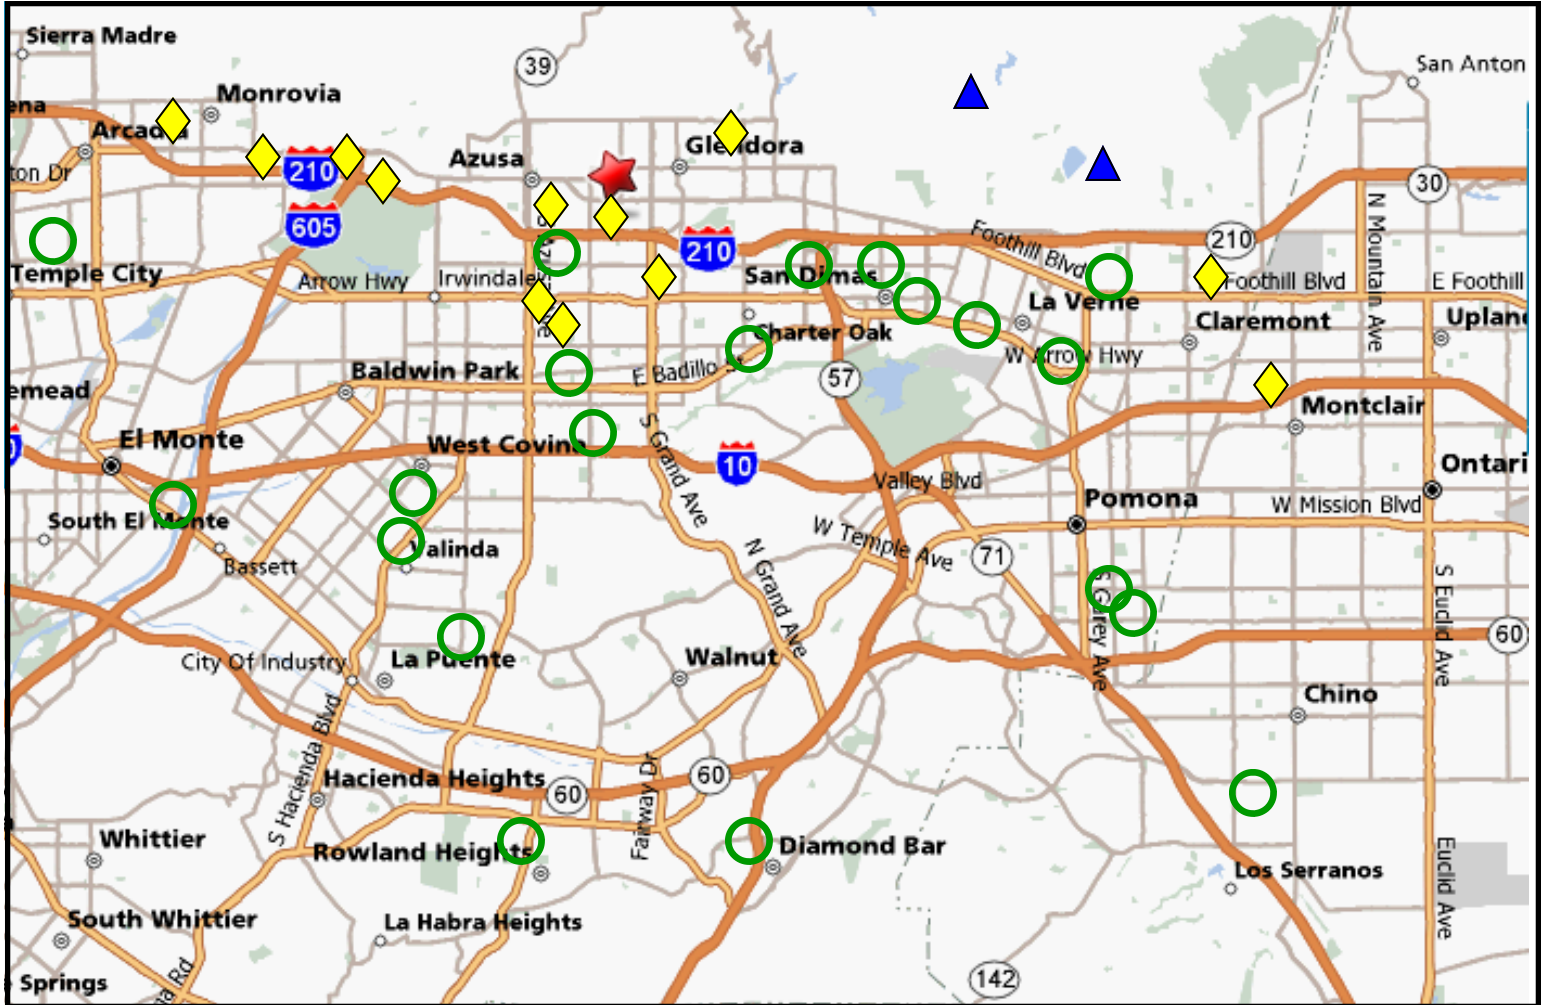 Sierra Madre
39
San Anton
Monrovia
ena
Arcadia
Glendora
Azusa
210
ton Dr
30
N Mountain Ave
605
Foothill Blvd
210
210
Temple City
Arrow Hwy
Irwindale
San Dimas
Foothill Blvd
E Foothill
La Verne
Claremont
Uplan
Charter Oak
W Arrow Hwy
Baldwin Park
E Badillo St
57
emead
Montclair
El Monte
West Covina
S Grand Ave
10
Valley Blvd
Ontari
Pomona
W Mission Blvd
South El Monte
W Temple Ave
Valinda
Bassett
N Grand Ave
71
S Garey Ave
S Euclid Ave
60
City Of Industry
La Puente
Walnut
Chino
S Hacienda Blvd
Hacienda Heights
60
60
Fairway Dr
Whittier
Rowland Heights
Diamond Bar
Los Serranos
Euclid Ave
South Whittier
La Habra Heights
Springs
a Rd
142